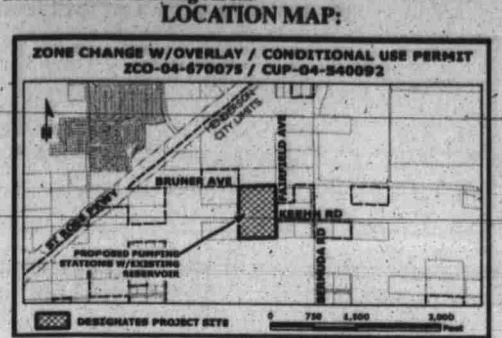 LOCATION MAP:
ZONE CHANGE W/OVERLAY / CONDITIONAL USE PERMIT
ZCO-04-670075 / CUP-04-540092
HENDERSON
CITY LIMITS
ST ROSE PKWY
BRUNER AVE
FAIRFIELD AVE
KEEHN RD
BERMUDA RD
PROPOSED PUMPING
STATIONS W/EXISTING
RESERVOIR
DESIGNATES PROJECT SITE
0 750 1,500 3,000
Feet